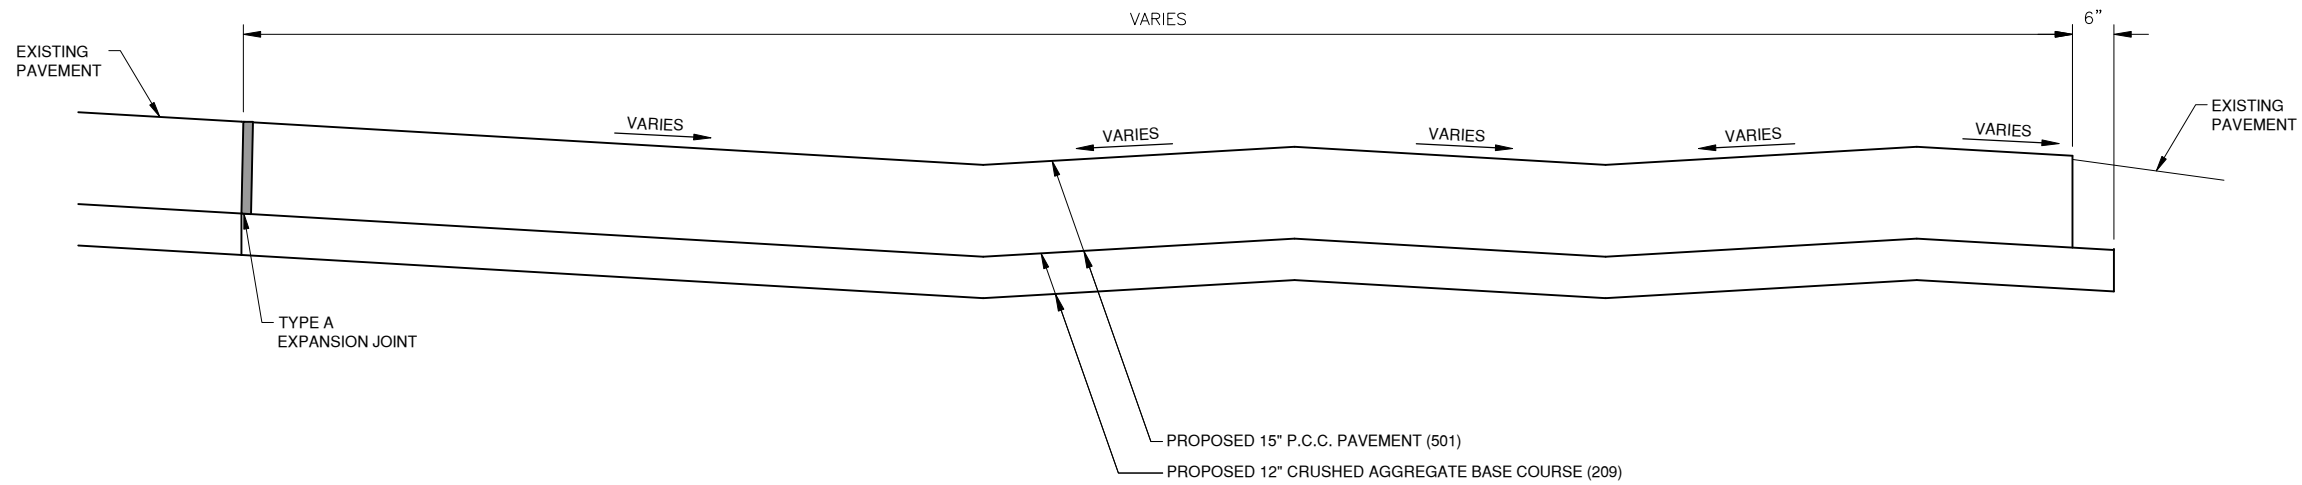 VARIES
6”
EXISTING
PAVEMENT
EXISTING
PAVEMENT
VARIES
VARIES
VARIES
VARIES
VARIES
TYPE A
EXPANSION JOINT
PROPOSED 15" P.C.C. PAVEMENT (501)
PROPOSED 12" CRUSHED AGGREGATE BASE COURSE (209)